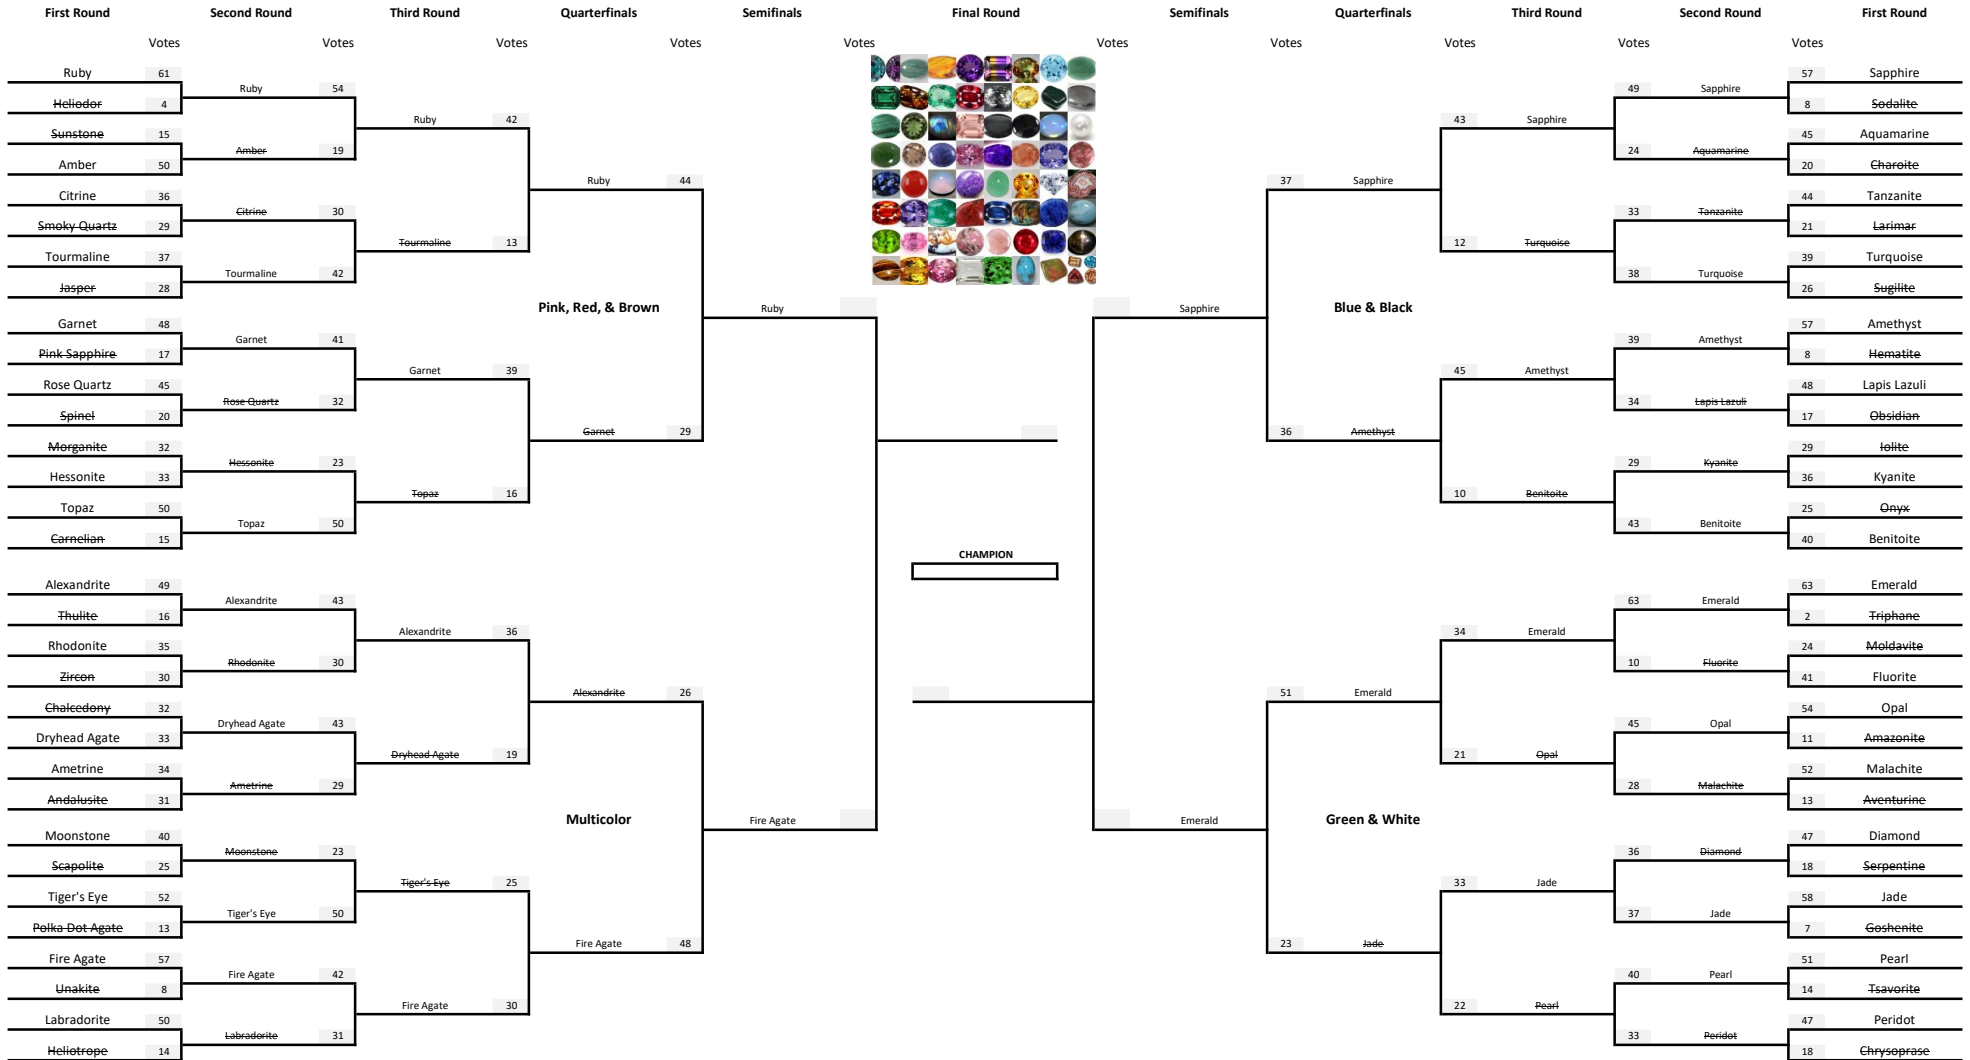 First Round Second Round Third Round Quarterfinals Semifinals Final Round Semifinals Quarterfinals Third Round Second Round First Round
Votes Votes Votes Votes Votes Votes Votes Votes Votes Votes
Ruby 61 57 Sapphire
Ruby 54 49 Sapphire
Heliodor 4 8 Sodalite
Ruby 42 43 Sapphire
Sunstone 15 45 Aquamarine
Amber 19 24 Aquamarine
Amber 50 20 Charoite
Ruby 44 37 Sapphire
Citrine 36 44 Tanzanite
Citrine 30 33 Tanzanite
Smoky Quartz 29 21 Larimar
Tourmaline 13 12 Turquoise
Tourmaline 37 39 Turquoise
Tourmaline 42 38 Turquoise
Jasper 28 26 Sugilite
Pink, Red, & Brown Ruby Sapphire Blue & Black
Garnet 48 57 Amethyst
Garnet 41 39 Amethyst
Pink Sapphire 17 8 Hematite
Garnet 39 45 Amethyst
Rose Quartz 45 48 Lapis Lazuli
Rose Quartz 32 34 Lapis Lazuli
Spinel 20 17 Obsidian
Garnet 29 36 Amethyst
Morganite 32 29 Iolite
Hessonite 23 29 Kyanite
Hessonite 33 36 Kyanite
Topaz 16 10 Benitoite
Topaz 50 25 Onyx
Topaz 50 43 Benitoite
Carnelian 15 40 Benitoite
CHAMPION
Alexandrite 49 63 Emerald
Alexandrite 43 63 Emerald
Thulite 16 2 Triphane
Alexandrite 36 34 Emerald
Rhodonite 35 24 Moldavite
Rhodonite 30 10 Fluorite
Zircon 30 41 Fluorite
Alexandrite 26 51 Emerald
Chalcedony 32 54 Opal
Dryhead Agate 43 45 Opal
Dryhead Agate 33 11 Amazonite
Dryhead Agate 19 21 Opal
Ametrine 34 52 Malachite
Ametrine 29 28 Malachite
Andalusite 31 13 Aventurine
Multicolor Fire Agate Emerald Green & White
Moonstone 40 47 Diamond
Moonstone 23 36 Diamond
Scapolite 25 18 Serpentine
Tiger's Eye 25 33 Jade
Tiger's Eye 52 58 Jade
Tiger's Eye 50 37 Jade
Polka Dot Agate 13 7 Goshenite
Fire Agate 48 23 Jade
Fire Agate 57 51 Pearl
Fire Agate 42 40 Pearl
Unakite 8 14 Tsavorite
Fire Agate 30 22 Pearl
Labradorite 50 47 Peridot
Labradorite 31 33 Peridot
Heliotrope 14 18 Chrysoprase